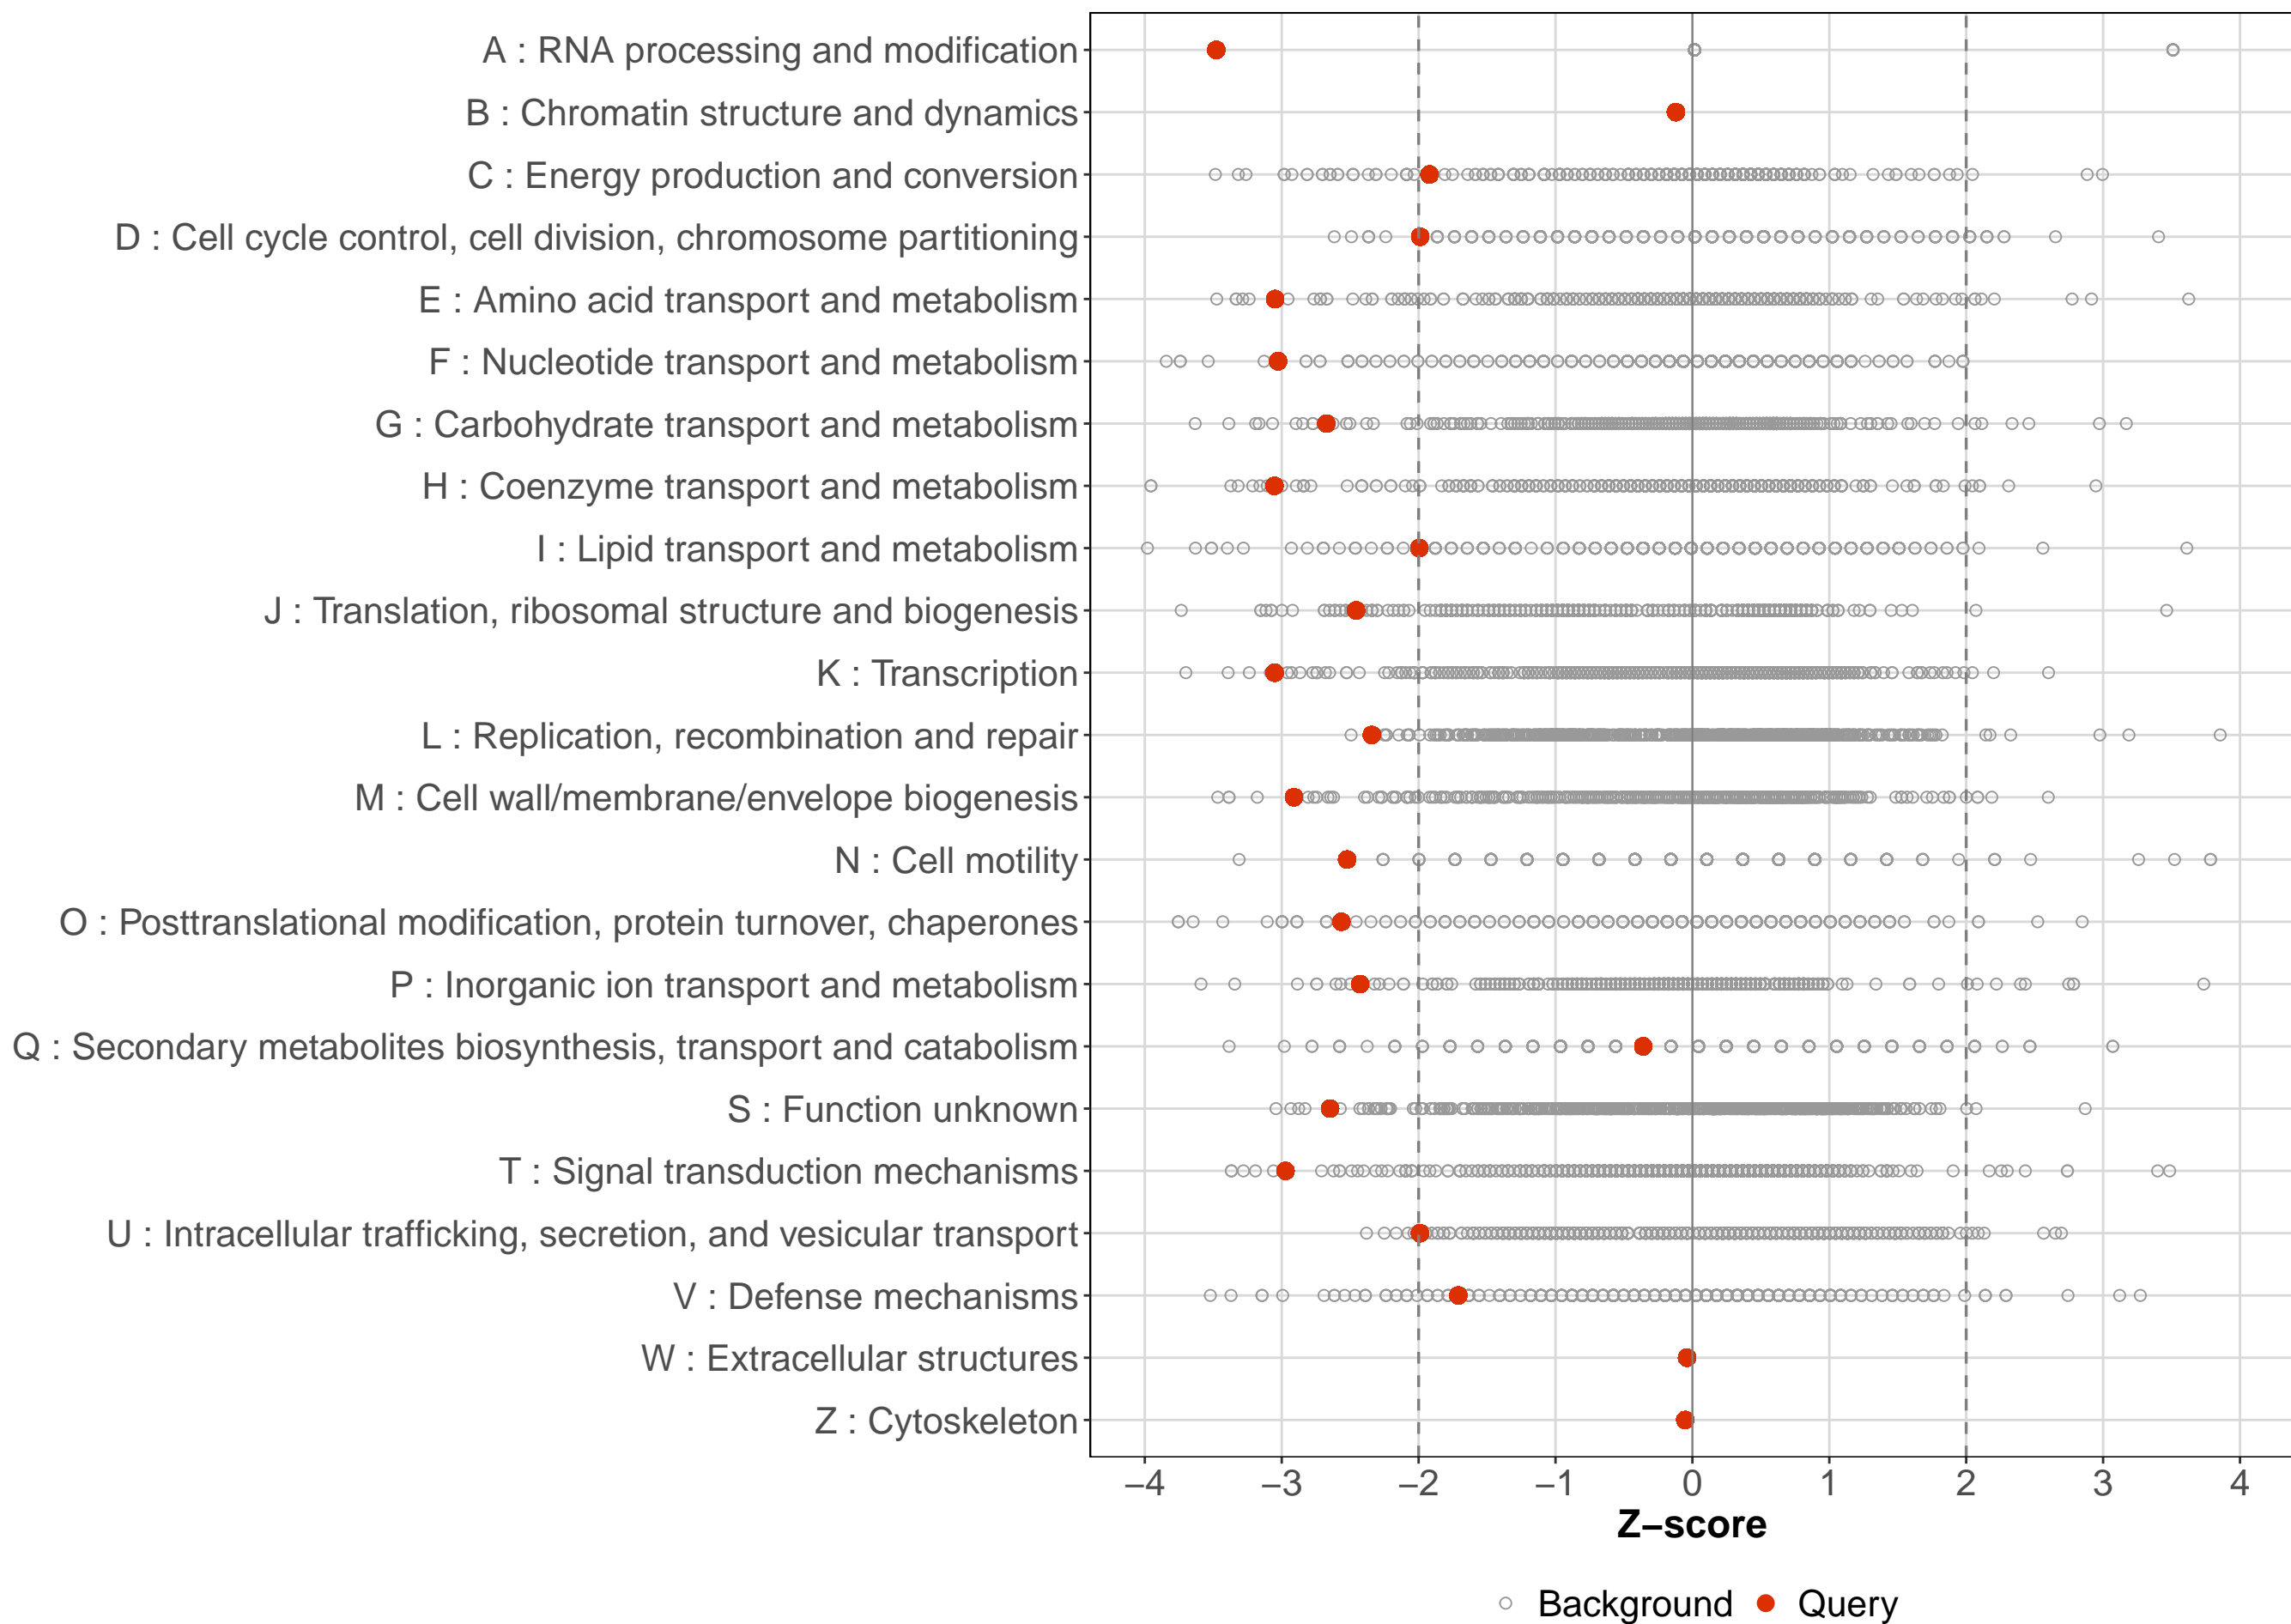 A : RNA processing and modification
B : Chromatin structure and dynamics
C : Energy production and conversion
D : Cell cycle control, cell division, chromosome partitioning
E : Amino acid transport and metabolism
F : Nucleotide transport and metabolism
G : Carbohydrate transport and metabolism
H : Coenzyme transport and metabolism
I : Lipid transport and metabolism
J : Translation, ribosomal structure and biogenesis
K : Transcription
L : Replication, recombination and repair
M : Cell wall/membrane/envelope biogenesis
N : Cell motility
O : Posttranslational modification, protein turnover, chaperones
P : Inorganic ion transport and metabolism
Q : Secondary metabolites biosynthesis, transport and catabolism
S : Function unknown
T : Signal transduction mechanisms
U : Intracellular trafficking, secretion, and vesicular transport
V : Defense mechanisms
W : Extracellular structures
Z : Cytoskeleton
−4 −3 −2 −1 0 1 2 3 4
Z−score
Background Query